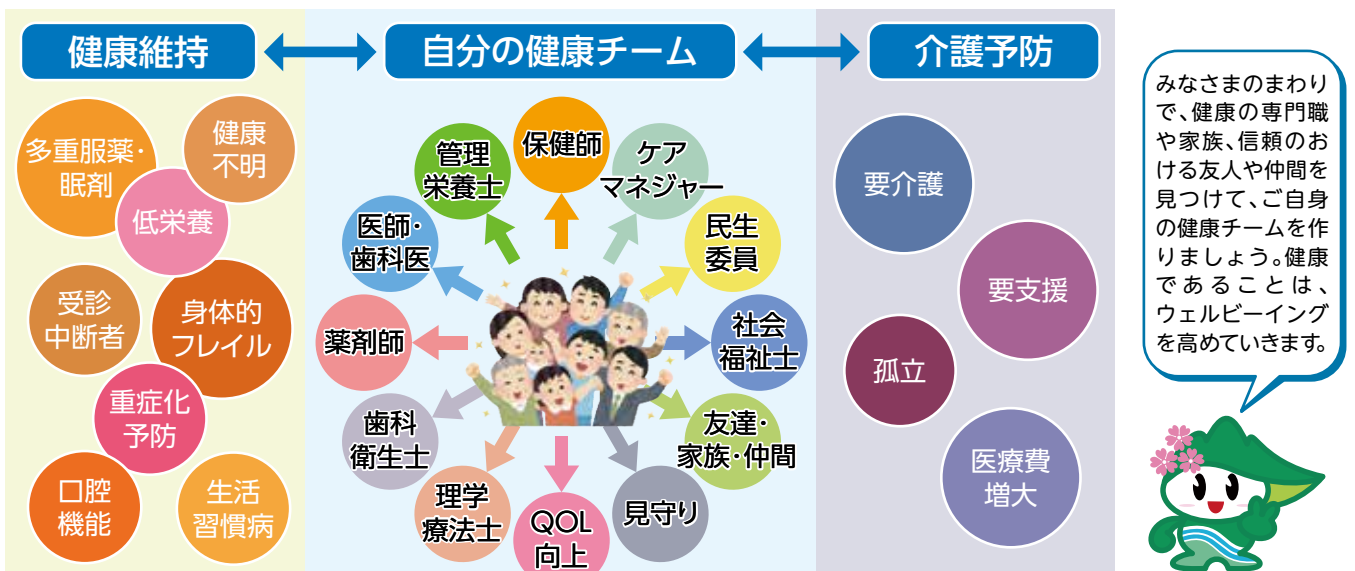 健康維持
自分の健康チーム
介護予防
多重服薬・
眠剤
健康
不明
低栄養
受診
中断者
身体的
フレイル
重症化
予防
口腔
機能
生活
習慣病
保健師
ケア
マネジャー
民生
委員
社会
福祉士
友達・
家族・仲間
見守り
QOL
向上
理学
療法士
歯科
衛生士
薬剤師
医師・
歯科医
管理
栄養士
要介護
要支援
孤立
医療費
増大
みなさまのまわり
で、健康の専門職
や家族、信頼のお
ける友人や仲間を
見つけて、ご自身
の健康チームを作
りましょう。健康
であることは、
ウェルビーイング
を高めていきます。